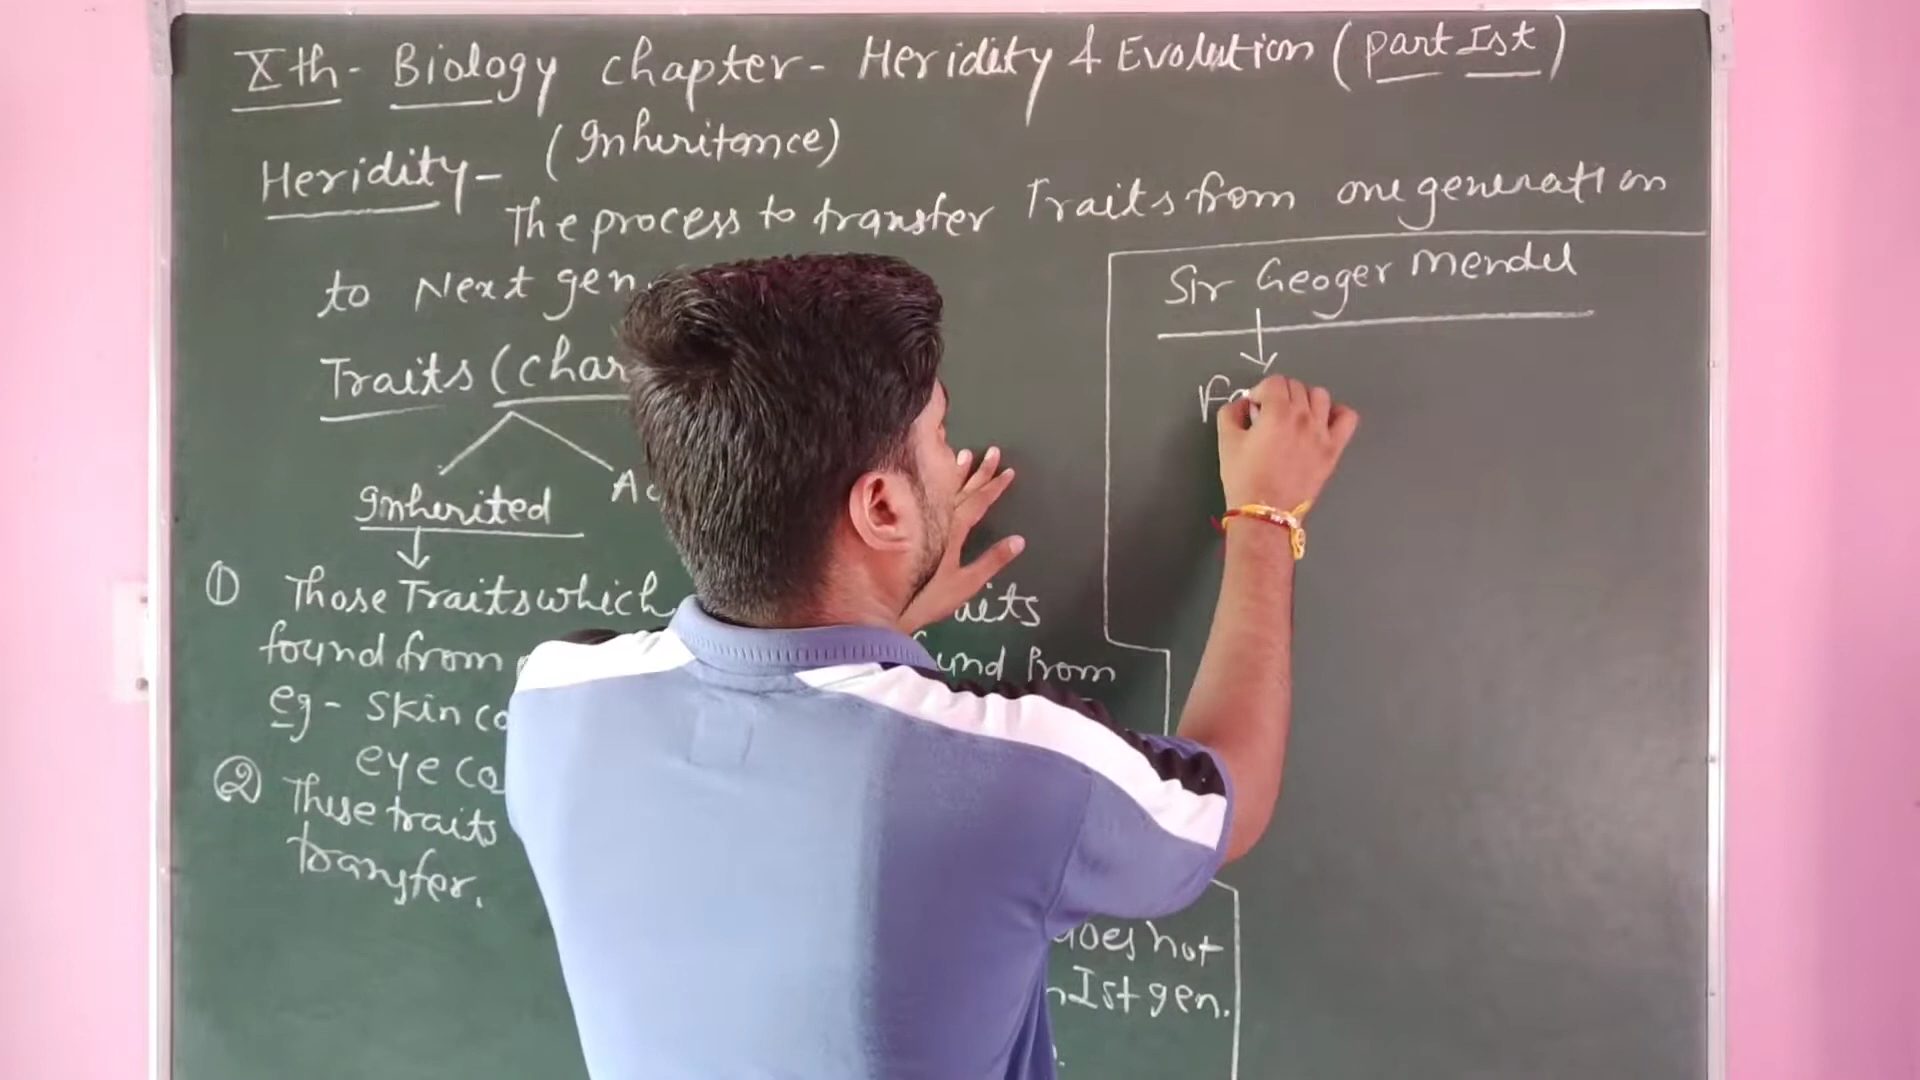 Xth - Biology chapter - Heridity & Evolution (part Ist)
Heridity - (Inheritance)
The process to transfer Traits from one generation
to Next gen.
Traits (char
Inherited
① Those Traits which
found from
eg - skin co
eye co
② These traits
transfer.
aits
und from
does not
Ist gen.
Sir Geoger Mendel
Fa